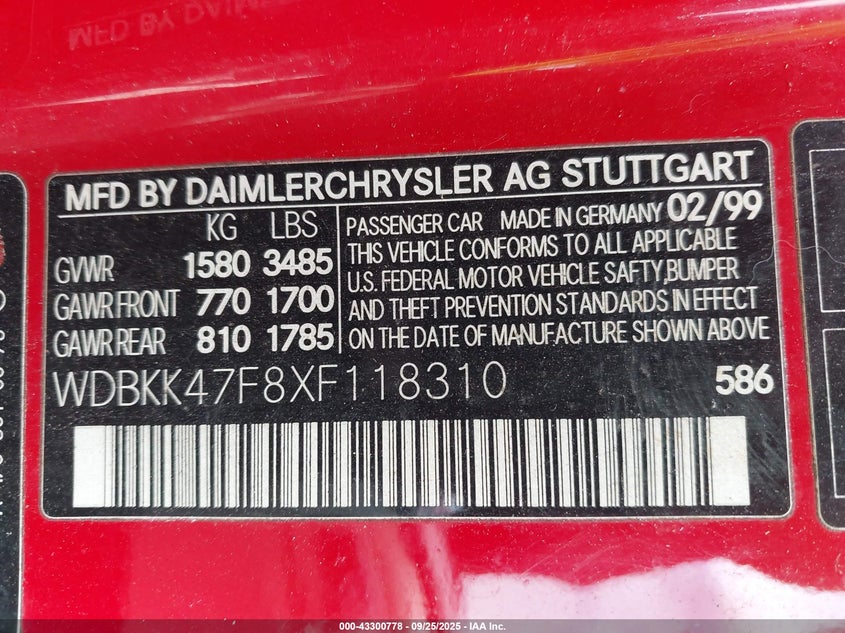 MFD BY DAIMLERCHRYSLER AG STUTTGART
KG LBS
GVWR 1580 3485
GAWR FRONT 770 1700
GAWR REAR 810 1785
PASSENGER CAR MADE IN GERMANY 02/99
THIS VEHICLE CONFORMS TO ALL APPLICABLE
U.S. FEDERAL MOTOR VEHICLE SAFTY, BUMPER
AND THEFT PREVENTION STANDARDS IN EFFECT
ON THE DATE OF MANUFACTURE SHOWN ABOVE
WDBKK47F8XF118310 586
000-43300778 - 09/25/2025 - IAA Inc.